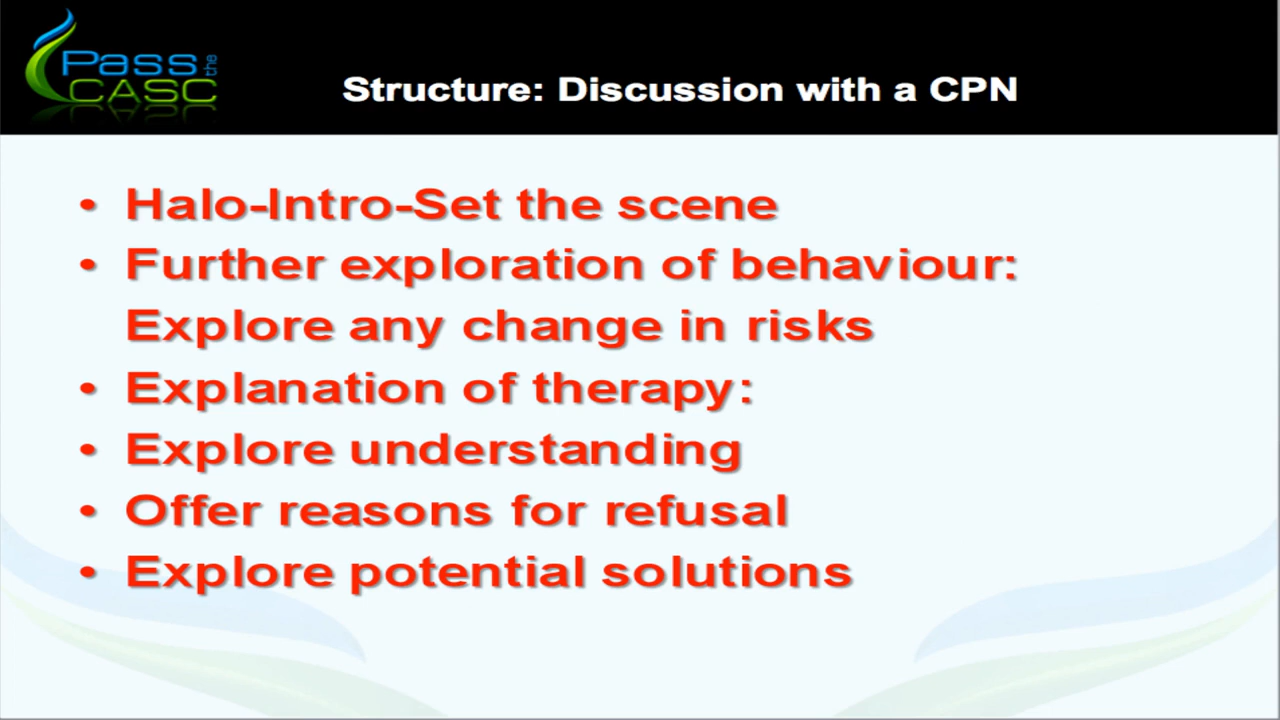 Pass the
CASC
Structure: Discussion with a CPN
• Halo-Intro-Set the scene
• Further exploration of behaviour:
Explore any change in risks
• Explanation of therapy:
• Explore understanding
• Offer reasons for refusal
• Explore potential solutions